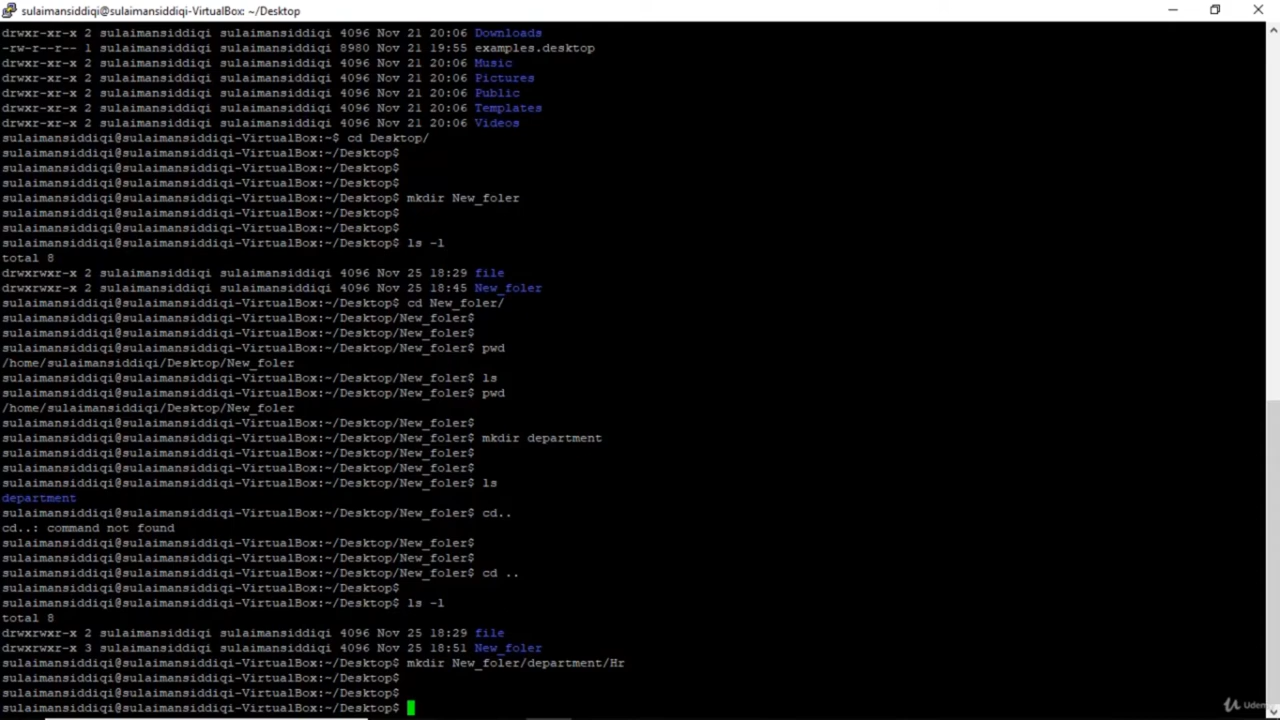 sulaimansiddiqi@sulaimansiddiqi-VirtualBox: ~/Desktop
drwxr-xr-x 2 sulaimansiddiqi sulaimansiddiqi 4096 Nov 21 20:06 Downloads
-rw-r--r-- 1 sulaimansiddiqi sulaimansiddiqi 8980 Nov 21 19:55 examples.desktop
drwxr-xr-x 2 sulaimansiddiqi sulaimansiddiqi 4096 Nov 21 20:06 Music
drwxr-xr-x 2 sulaimansiddiqi sulaimansiddiqi 4096 Nov 21 20:06 Pictures
drwxr-xr-x 2 sulaimansiddiqi sulaimansiddiqi 4096 Nov 21 20:06 Public
drwxr-xr-x 2 sulaimansiddiqi sulaimansiddiqi 4096 Nov 21 20:06 Templates
drwxr-xr-x 2 sulaimansiddiqi sulaimansiddiqi 4096 Nov 21 20:06 Videos
sulaimansiddiqi@sulaimansiddiqi-VirtualBox:~$ cd Desktop/
sulaimansiddiqi@sulaimansiddiqi-VirtualBox:~/Desktop$
sulaimansiddiqi@sulaimansiddiqi-VirtualBox:~/Desktop$
sulaimansiddiqi@sulaimansiddiqi-VirtualBox:~/Desktop$
sulaimansiddiqi@sulaimansiddiqi-VirtualBox:~/Desktop$ mkdir New_foler
sulaimansiddiqi@sulaimansiddiqi-VirtualBox:~/Desktop$
sulaimansiddiqi@sulaimansiddiqi-VirtualBox:~/Desktop$
sulaimansiddiqi@sulaimansiddiqi-VirtualBox:~/Desktop$ ls -l
total 8
drwxrwxr-x 2 sulaimansiddiqi sulaimansiddiqi 4096 Nov 25 18:29 file
drwxrwxr-x 2 sulaimansiddiqi sulaimansiddiqi 4096 Nov 25 18:45 New_foler
sulaimansiddiqi@sulaimansiddiqi-VirtualBox:~/Desktop$ cd New_foler/
sulaimansiddiqi@sulaimansiddiqi-VirtualBox:~/Desktop/New_foler$
sulaimansiddiqi@sulaimansiddiqi-VirtualBox:~/Desktop/New_foler$
sulaimansiddiqi@sulaimansiddiqi-VirtualBox:~/Desktop/New_foler$ pwd
/home/sulaimansiddiqi/Desktop/New_foler
sulaimansiddiqi@sulaimansiddiqi-VirtualBox:~/Desktop/New_foler$ ls
sulaimansiddiqi@sulaimansiddiqi-VirtualBox:~/Desktop/New_foler$ pwd
/home/sulaimansiddiqi/Desktop/New_foler
sulaimansiddiqi@sulaimansiddiqi-VirtualBox:~/Desktop/New_foler$
sulaimansiddiqi@sulaimansiddiqi-VirtualBox:~/Desktop/New_foler$ mkdir department
sulaimansiddiqi@sulaimansiddiqi-VirtualBox:~/Desktop/New_foler$
sulaimansiddiqi@sulaimansiddiqi-VirtualBox:~/Desktop/New_foler$
sulaimansiddiqi@sulaimansiddiqi-VirtualBox:~/Desktop/New_foler$ ls
department
sulaimansiddiqi@sulaimansiddiqi-VirtualBox:~/Desktop/New_foler$ cd..
cd..: command not found
sulaimansiddiqi@sulaimansiddiqi-VirtualBox:~/Desktop/New_foler$
sulaimansiddiqi@sulaimansiddiqi-VirtualBox:~/Desktop/New_foler$
sulaimansiddiqi@sulaimansiddiqi-VirtualBox:~/Desktop/New_foler$ cd ..
sulaimansiddiqi@sulaimansiddiqi-VirtualBox:~/Desktop$
sulaimansiddiqi@sulaimansiddiqi-VirtualBox:~/Desktop$ ls -l
total 8
drwxrwxr-x 2 sulaimansiddiqi sulaimansiddiqi 4096 Nov 25 18:29 file
drwxrwxr-x 3 sulaimansiddiqi sulaimansiddiqi 4096 Nov 25 18:51 New_foler
sulaimansiddiqi@sulaimansiddiqi-VirtualBox:~/Desktop$ mkdir New_foler/department/Hr
sulaimansiddiqi@sulaimansiddiqi-VirtualBox:~/Desktop$
sulaimansiddiqi@sulaimansiddiqi-VirtualBox:~/Desktop$
sulaimansiddiqi@sulaimansiddiqi-VirtualBox:~/Desktop$